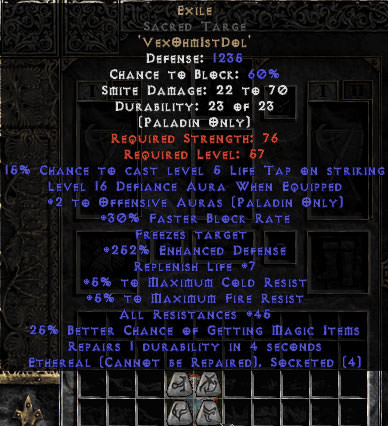 Exile
Sacred Targe
'VexOhmIstDol'
Defense: 1235
Chance to Block: 60%
Smite Damage: 22 to 70
Durability: 23 of 23
(Paladin Only)
Required Strength: 76
Required Level: 57
15% Chance to cast level 5 Life Tap on striking
Level 16 Defiance Aura When Equipped
+2 to Offensive Auras (Paladin Only)
+30% Faster Block Rate
Freezes target
+252% Enhanced Defense
Replenish Life +7
+5% to Maximum Cold Resist
+5% to Maximum Fire Resist
All Resistances +45
25% Better Chance of Getting Magic Items
Repairs 1 durability in 4 seconds
Ethereal (Cannot be Repaired), Socketed (4)